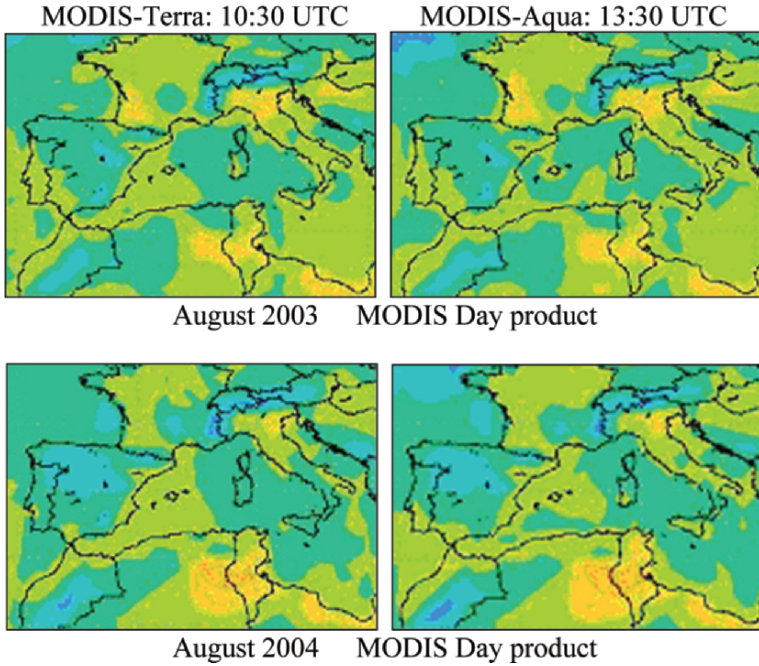 MODIS-Terra: 10:30 UTC
MODIS-Aqua: 13:30 UTC
August 2003 MODIS Day product
August 2004 MODIS Day product